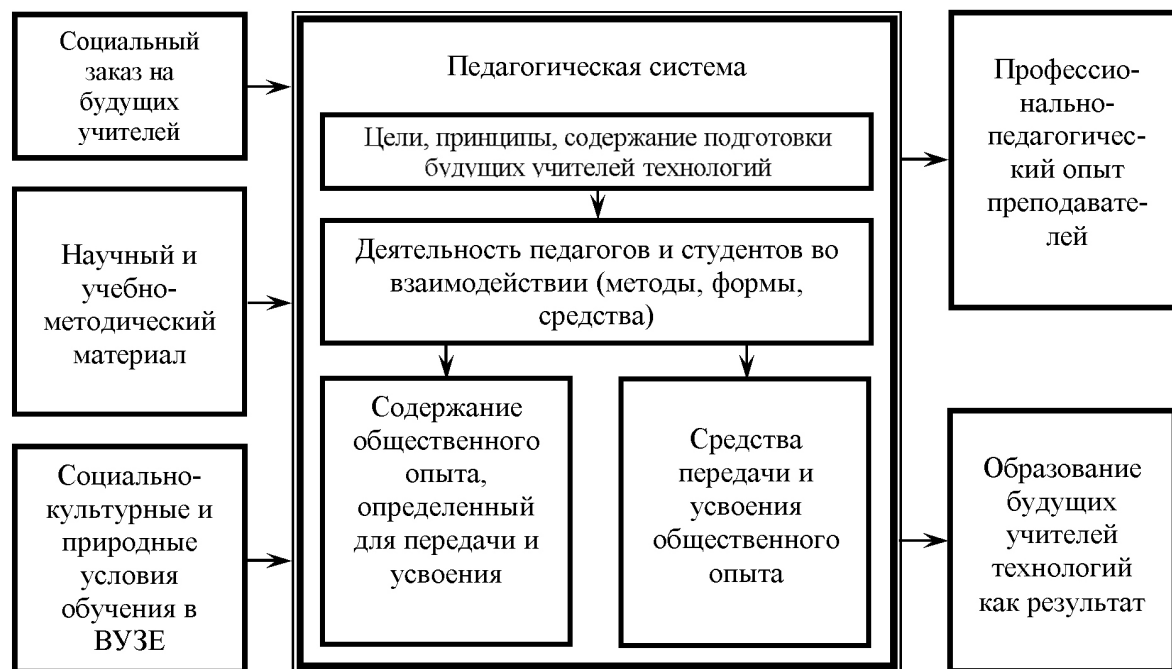 Социальный
заказ на
будущих
учителей
Научный и
учебно-
методический
материал
Социально-
культурные и
природные
условия
обучения в
ВУЗЕ
Педагогическая система
Цели, принципы, содержание подготовки
будущих учителей технологий
Деятельность педагогов и студентов во
взаимодействии (методы, формы,
средства)
Содержание
общественного
опыта,
определенный
для передачи и
усвоения
Средства
передачи и
усвоения
общественного
опыта
Профессио-
нально-
педагогичес-
кий опыт
преподавате-
лей
Образование
будущих
учителей
технологий
как результат